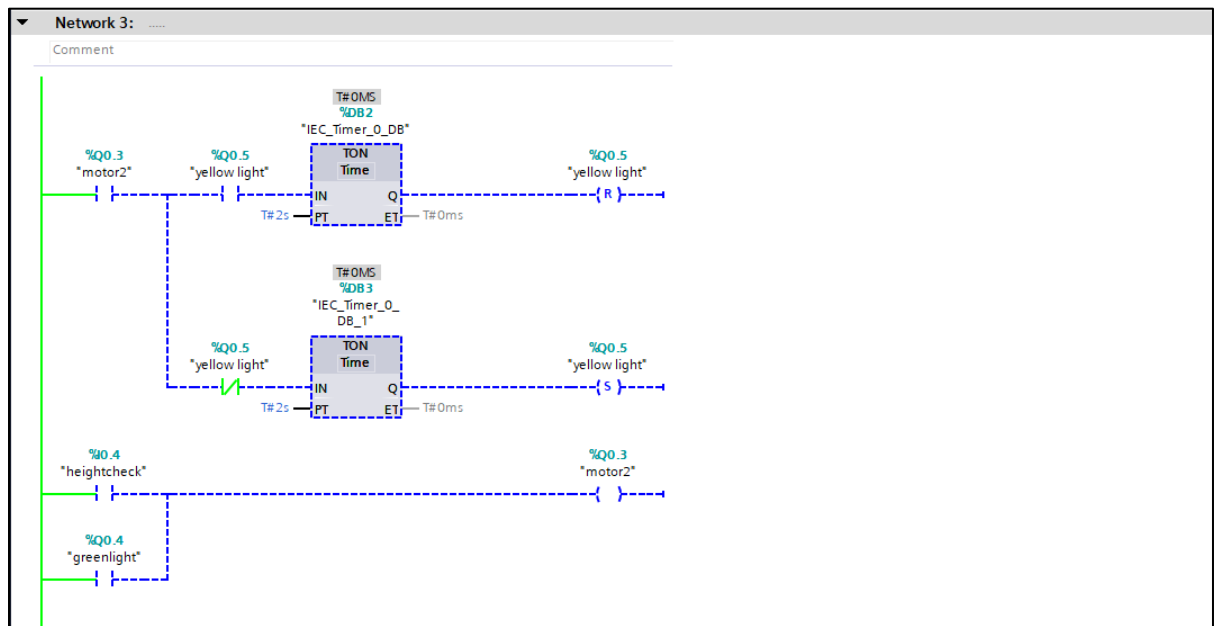 Network 3: .....
Comment
T#0MS
%DB2
"IEC_Timer_0_DB"
%Q0.3 %Q0.5 TON %Q0.5
"motor2" "yellow light" Time "yellow light"
IN Q R
T#2s PT ET T#0ms
T#0MS
%DB3
"IEC_Timer_0_
DB_1"
%Q0.5 TON %Q0.5
"yellow light" Time "yellow light"
IN Q S
T#2s PT ET T#0ms
%I0.4 %Q0.3
"heightcheck" "motor2"
%Q0.4
"greenlight"